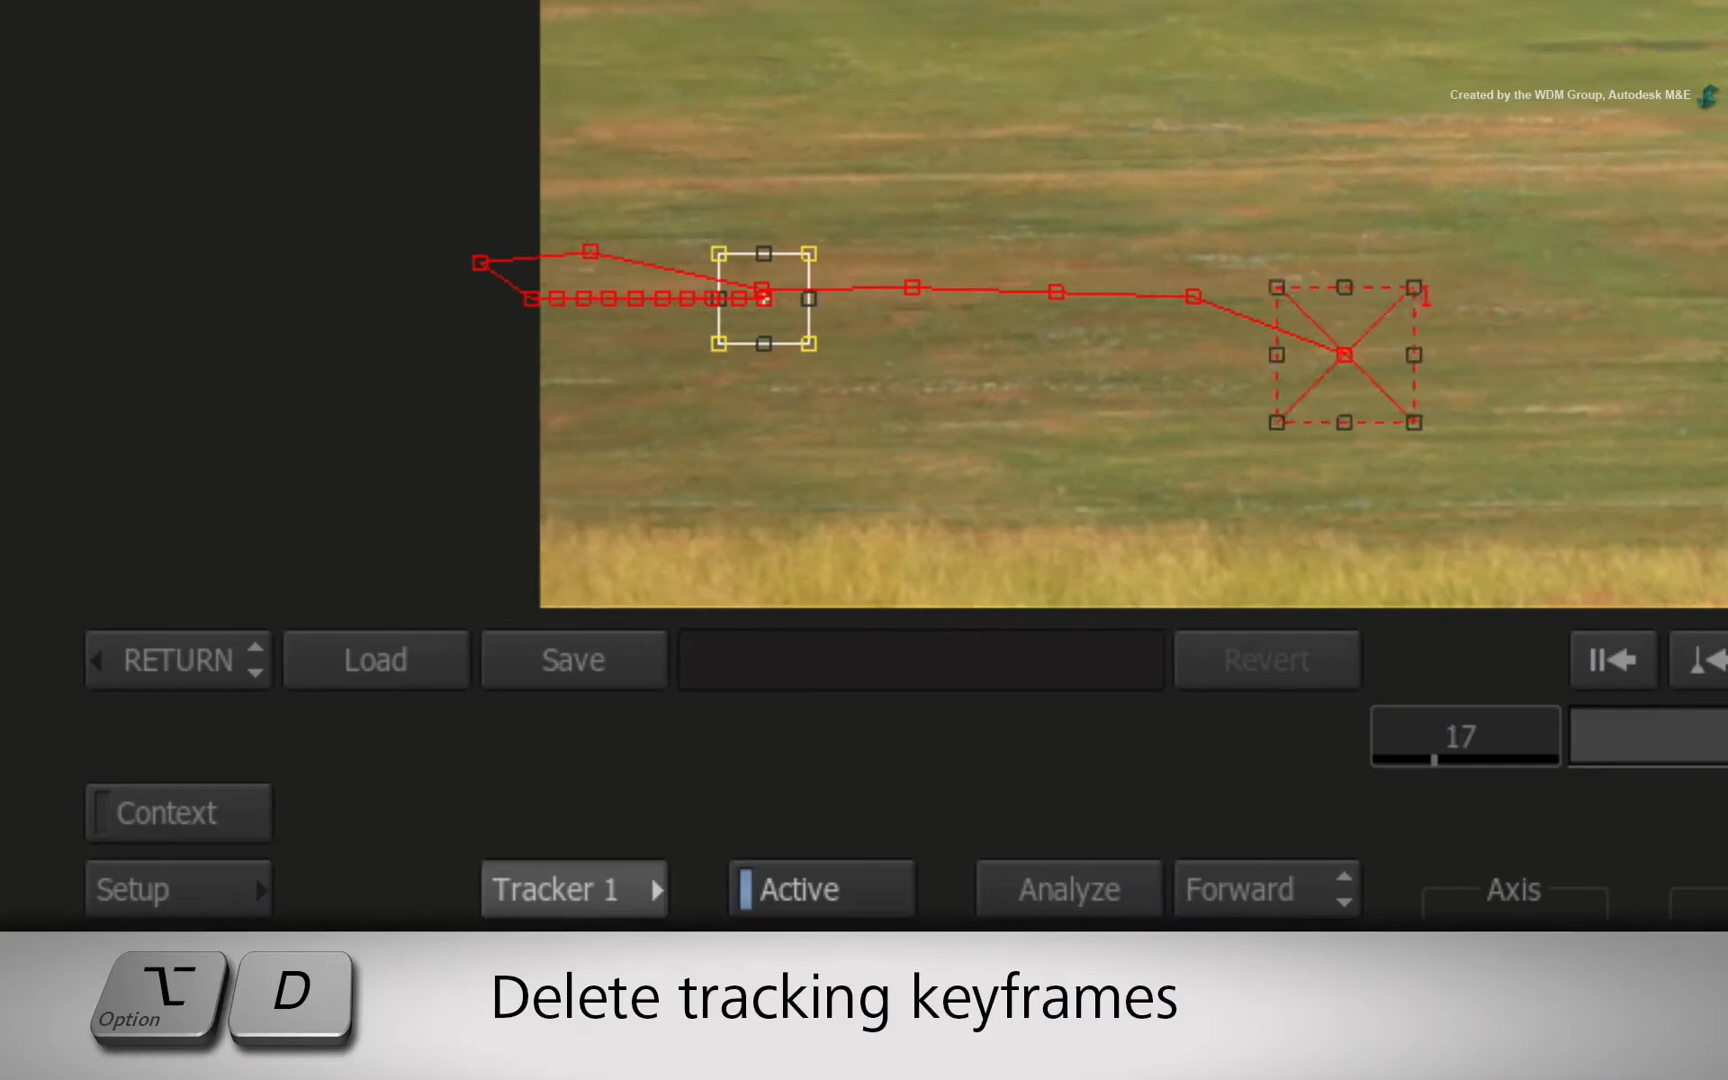 Created by the WDM Group, Autodesk M&E
1
RETURN
Load
Save
Revert
17
Context
Setup
Tracker 1
Active
Analyze
Forward
Axis
⌥
Option
D
Delete tracking keyframes